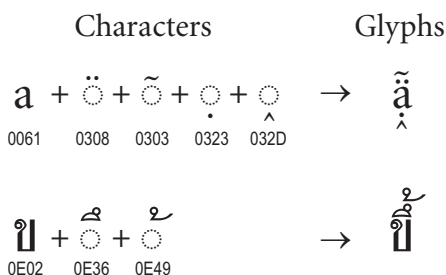 Characters Glyphs
a + ◌̈ + ◌̃ + ◌̣ + ◌̭ → ạ̭̈̃
0061 0308 0303 0323 032D
ข + ◌ึ + ◌้ → ขึ้
0E02 0E36 0E49